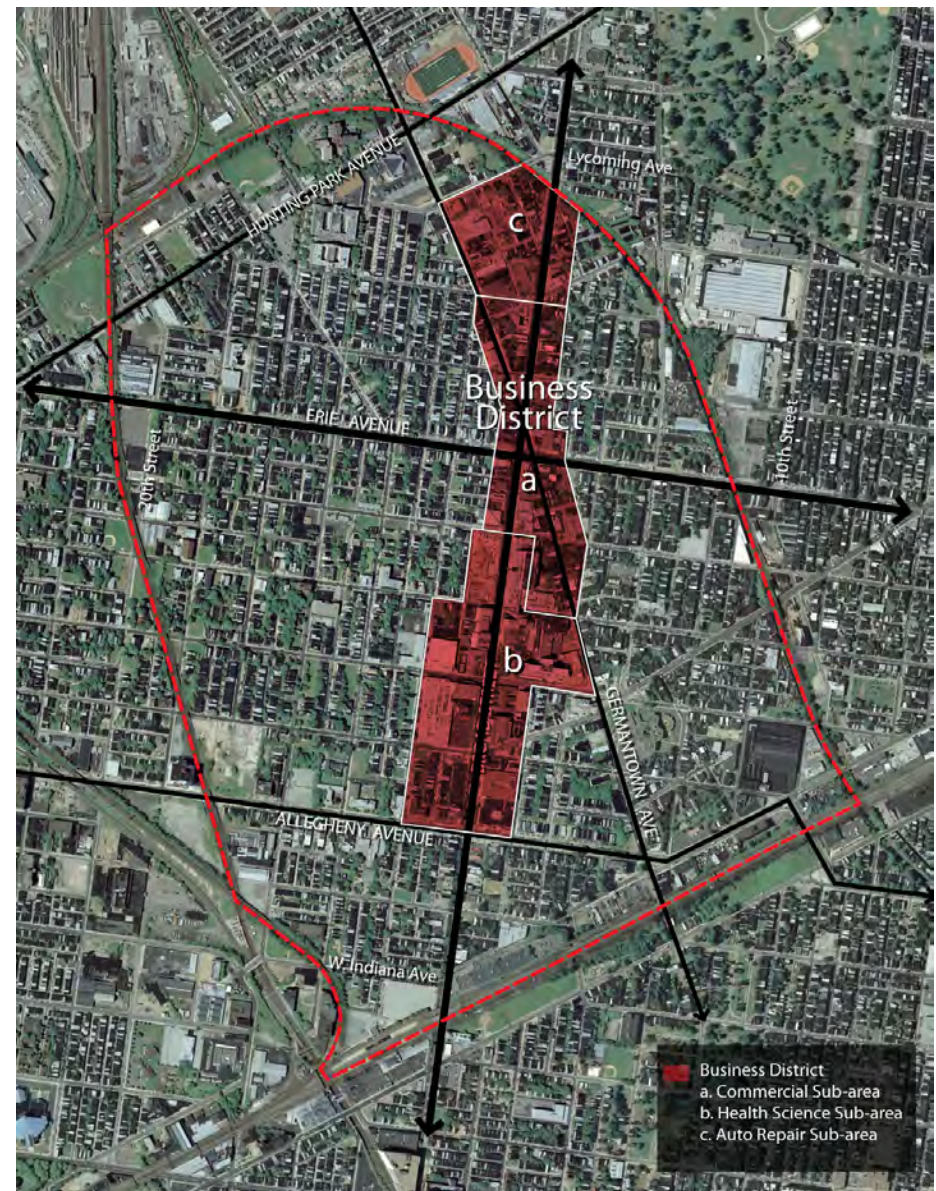 Lycoming Ave
HUNTING PARK AVENUE
c
Business
District
ERIE AVENUE
20th Street
10th Street
a
b
GERMANTOWN AVE
ALLEGHENY AVENUE
W Indiana Ave
Business District
a. Commercial Sub-area
b. Health Science Sub-area
c. Auto Repair Sub-area